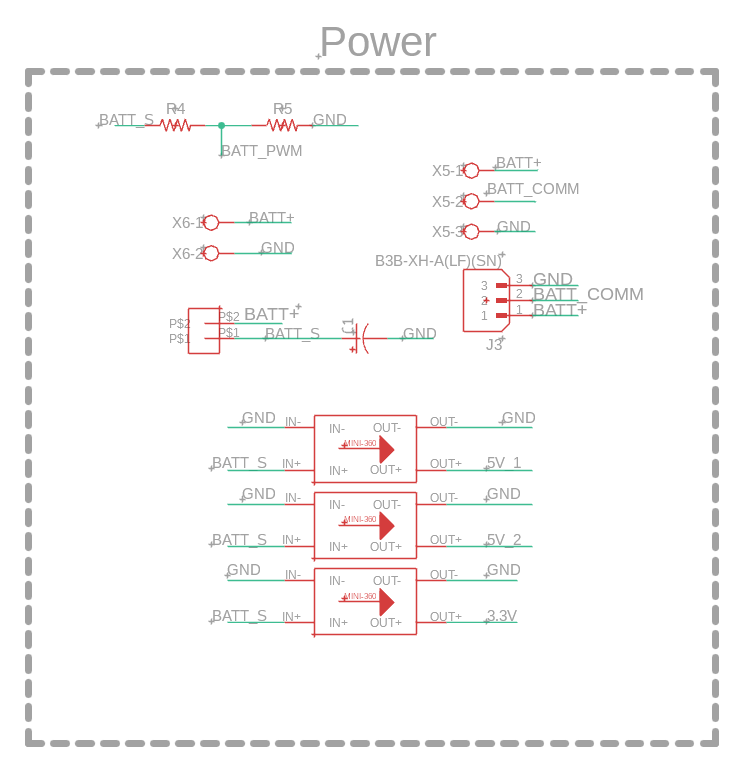 Power
R4 R5
BATT_S GND
BATT_PWM
X5-1 BATT+
X5-2 BATT_COMM
X5-3 GND
X6-1 BATT+
X6-2 GND
B3B-XH-A(LF)(SN)
3 3 GND
2 2 BATT_COMM
1 1 BATT+
J3
P$2 P$2 BATT+
P$1 P$1 BATT_S C1 GND
GND IN- IN- OUT- OUT- GND
MINI-360
BATT_S IN+ IN+ OUT+ OUT+ 5V_1
GND IN- IN- OUT- OUT- GND
MINI-360
BATT_S IN+ IN+ OUT+ OUT+ 5V_2
GND IN- IN- OUT- OUT- GND
MINI-360
BATT_S IN+ IN+ OUT+ OUT+ 3.3V